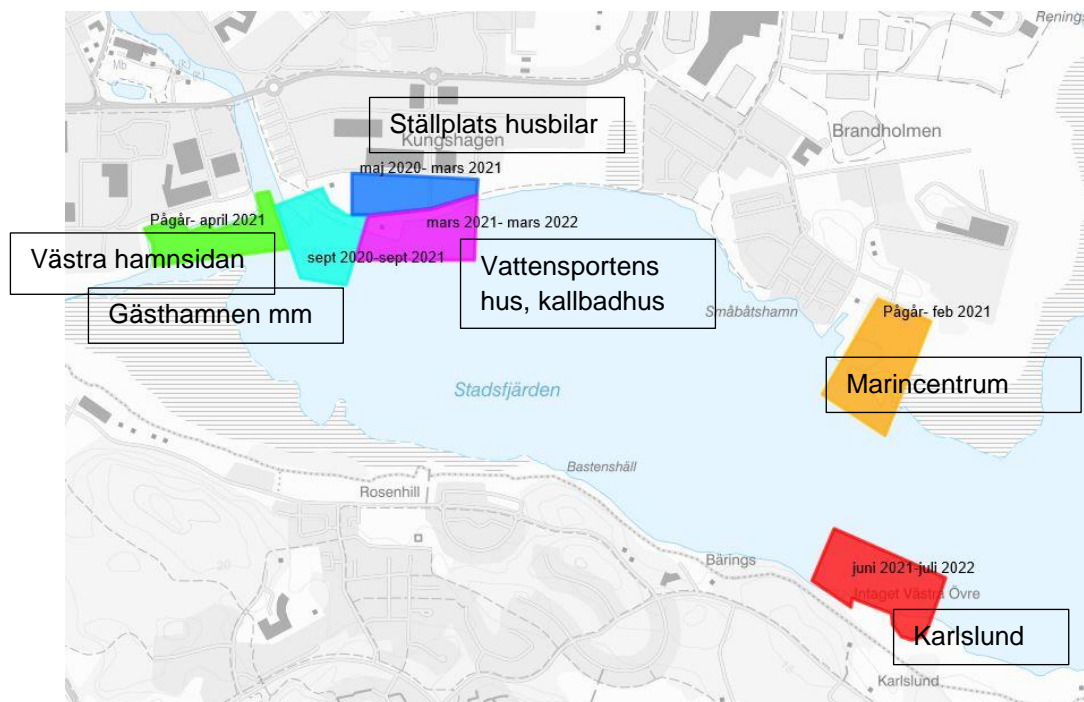 Rening
Mb
(R)
(R)
Ställplats husbilar
Kungshagen
Brandholmen
maj 2020- mars 2021
Pågår- april 2021
mars 2021- mars 2022
Västra hamnsidan
sept 2020-sept 2021
Vattensportens
hus, kallbadhus
Gästhamnen mm
Småbåtshamn
Pågår- feb 2021
Marincentrum
Stadsfjärden
Bastenshäll
Rosenhill
Bärings
juni 2021-juli 2022
Intaget Västra Övre
Karlslund
Karlslund